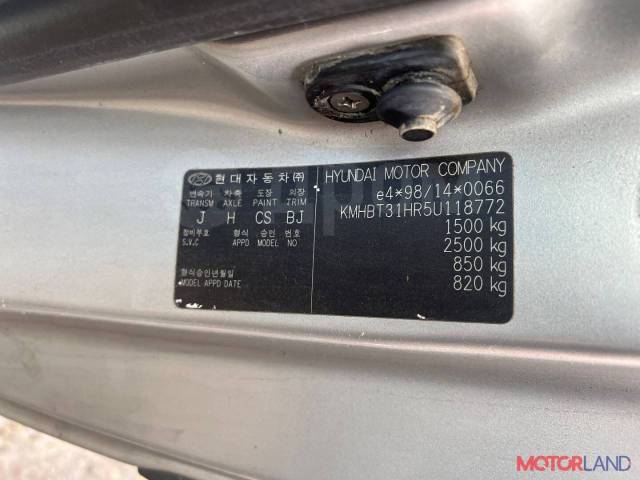 현대자동차㈜
변속기 차축 도장 의장
TRANSM AXLE PAINT TRIM
J H CS BJ
정비부호 형식 승인 번호
S.V.C APPD MODEL NO
형식승인년월일
MODEL APPD DATE
HYUNDAI MOTOR COMPANY
e4*98/14*0066
KMHBT31HR5U118772
1500 kg
2500 kg
850 kg
820 kg
MOTORLAND